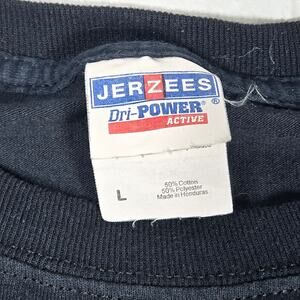 JERZEES®
Dri-POWER®
ACTIVE
L
50% Cotton
50% Polyester
Made in Honduras